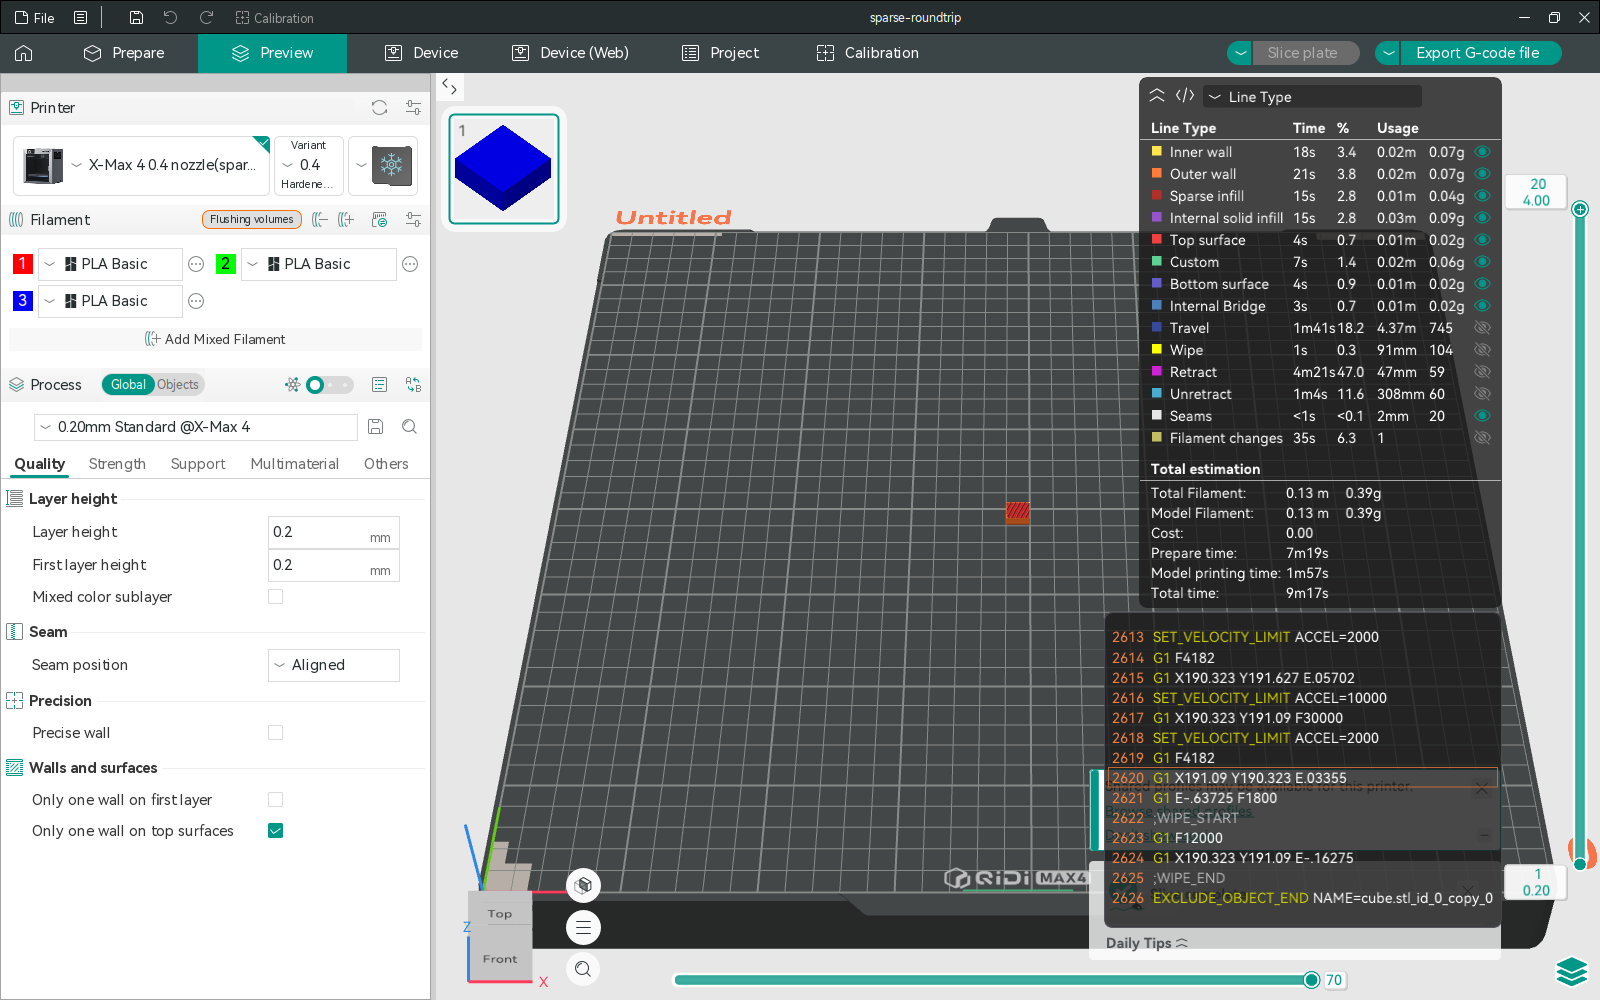 File
Calibration
sparse-roundtrip
Prepare
Preview
Device
Device (Web)
Project
Calibration
Slice plate
Export G-code file
Printer
X-Max 4 0.4 nozzle(spar...
Variant
0.4
Hardene...
Filament
Flushing volumes
1 PLA Basic
2 PLA Basic
3 PLA Basic
Add Mixed Filament
Process
Global
Objects
0.20mm Standard @X-Max 4
Quality
Strength
Support
Multimaterial
Others
Layer height
Layer height 0.2 mm
First layer height 0.2 mm
Mixed color sublayer
Seam
Seam position Aligned
Precision
Precise wall
Walls and surfaces
Only one wall on first layer
Only one wall on top surfaces
1
Untitled
QIDI MAX4
Top
Front
Z
X
Line Type
Line Type Time % Usage
Inner wall 18s 3.4 0.02m 0.07g
Outer wall 21s 3.8 0.02m 0.07g
Sparse infill 15s 2.8 0.01m 0.04g
Internal solid infill 15s 2.8 0.03m 0.09g
Top surface 4s 0.7 0.01m 0.02g
Custom 7s 1.4 0.02m 0.06g
Bottom surface 4s 0.9 0.01m 0.02g
Internal Bridge 3s 0.7 0.01m 0.02g
Travel 1m41s 18.2 4.37m 745
Wipe 1s 0.3 91mm 104
Retract 4m21s 47.0 47mm 59
Unretract 1m4s 11.6 308mm 60
Seams <1s <0.1 2mm 20
Filament changes 35s 6.3 1
Total estimation
Total Filament: 0.13 m 0.39g
Model Filament: 0.13 m 0.39g
Cost: 0.00
Prepare time: 7m19s
Model printing time: 1m57s
Total time: 9m17s
2613 SET_VELOCITY_LIMIT ACCEL=2000
2614 G1 F4182
2615 G1 X190.323 Y191.627 E.05702
2616 SET_VELOCITY_LIMIT ACCEL=10000
2617 G1 X190.323 Y191.09 F30000
2618 SET_VELOCITY_LIMIT ACCEL=2000
2619 G1 F4182
2620 G1 X191.09 Y190.323 E.03355
2621 G1 E-.63725 F1800
2622 ;WIPE_START
2623 G1 F12000
2624 G1 X190.323 Y191.09 E-.16275
2625 ;WIPE_END
2626 EXCLUDE_OBJECT_END NAME=cube.stl_id_0_copy_0
Shared profiles may be available for this printer.
Browse shared profiles
Daily Tips
20
4.00
1
0.20
70